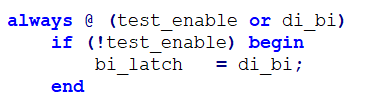 always @ (test_enable or di_bi)
    if (!test_enable) begin
        bi_latch   = di_bi;
    end